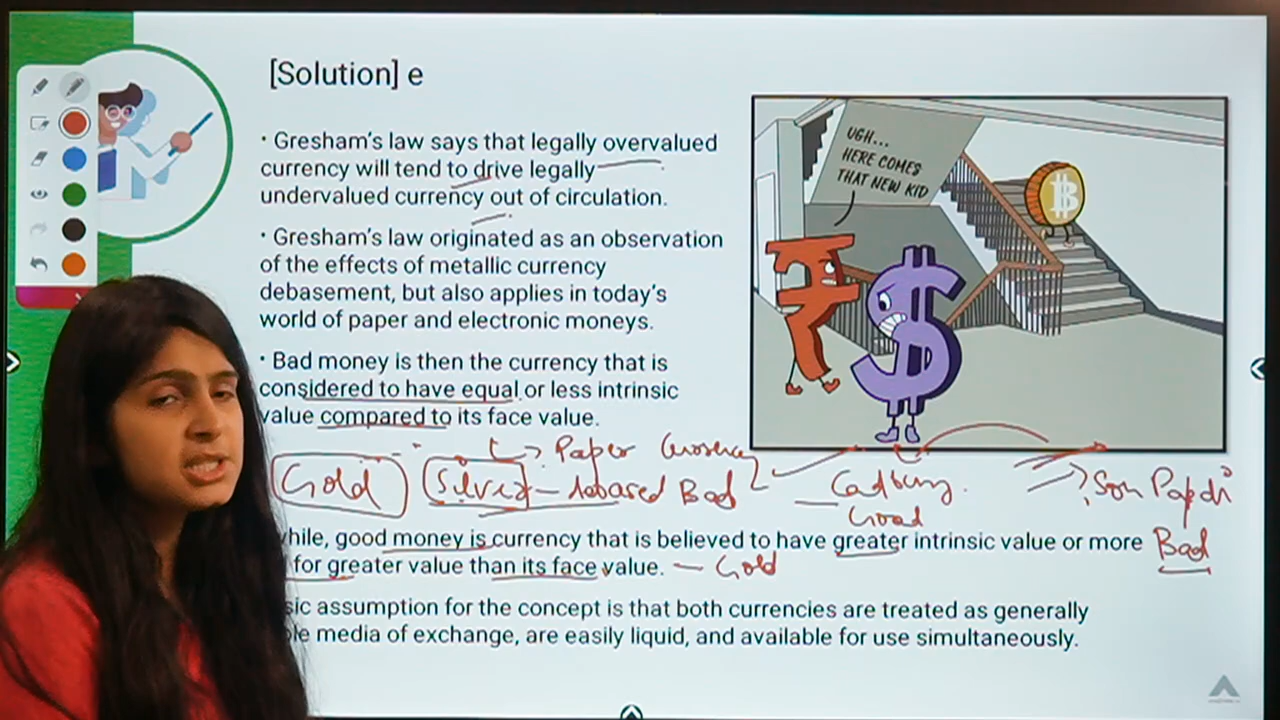 [Solution] e
· Gresham's law says that legally overvalued
currency will tend to drive legally
undervalued currency out of circulation.
· Gresham's law originated as an observation
of the effects of metallic currency
debasement, but also applies in today's
world of paper and electronic moneys.
· Bad money is then the currency that is
considered to have equal or less intrinsic
value compared to its face value.
UGH...
HERE COMES
THAT NEW KID
Paper
Gold Silver - debased Bad
Cadbury
Good
Son Papdi
Bad
hile, good money is currency that is believed to have greater intrinsic value or more
for greater value than its face value. - Gold
sic assumption for the concept is that both currencies are treated as generally
le media of exchange, are easily liquid, and available for use simultaneously.